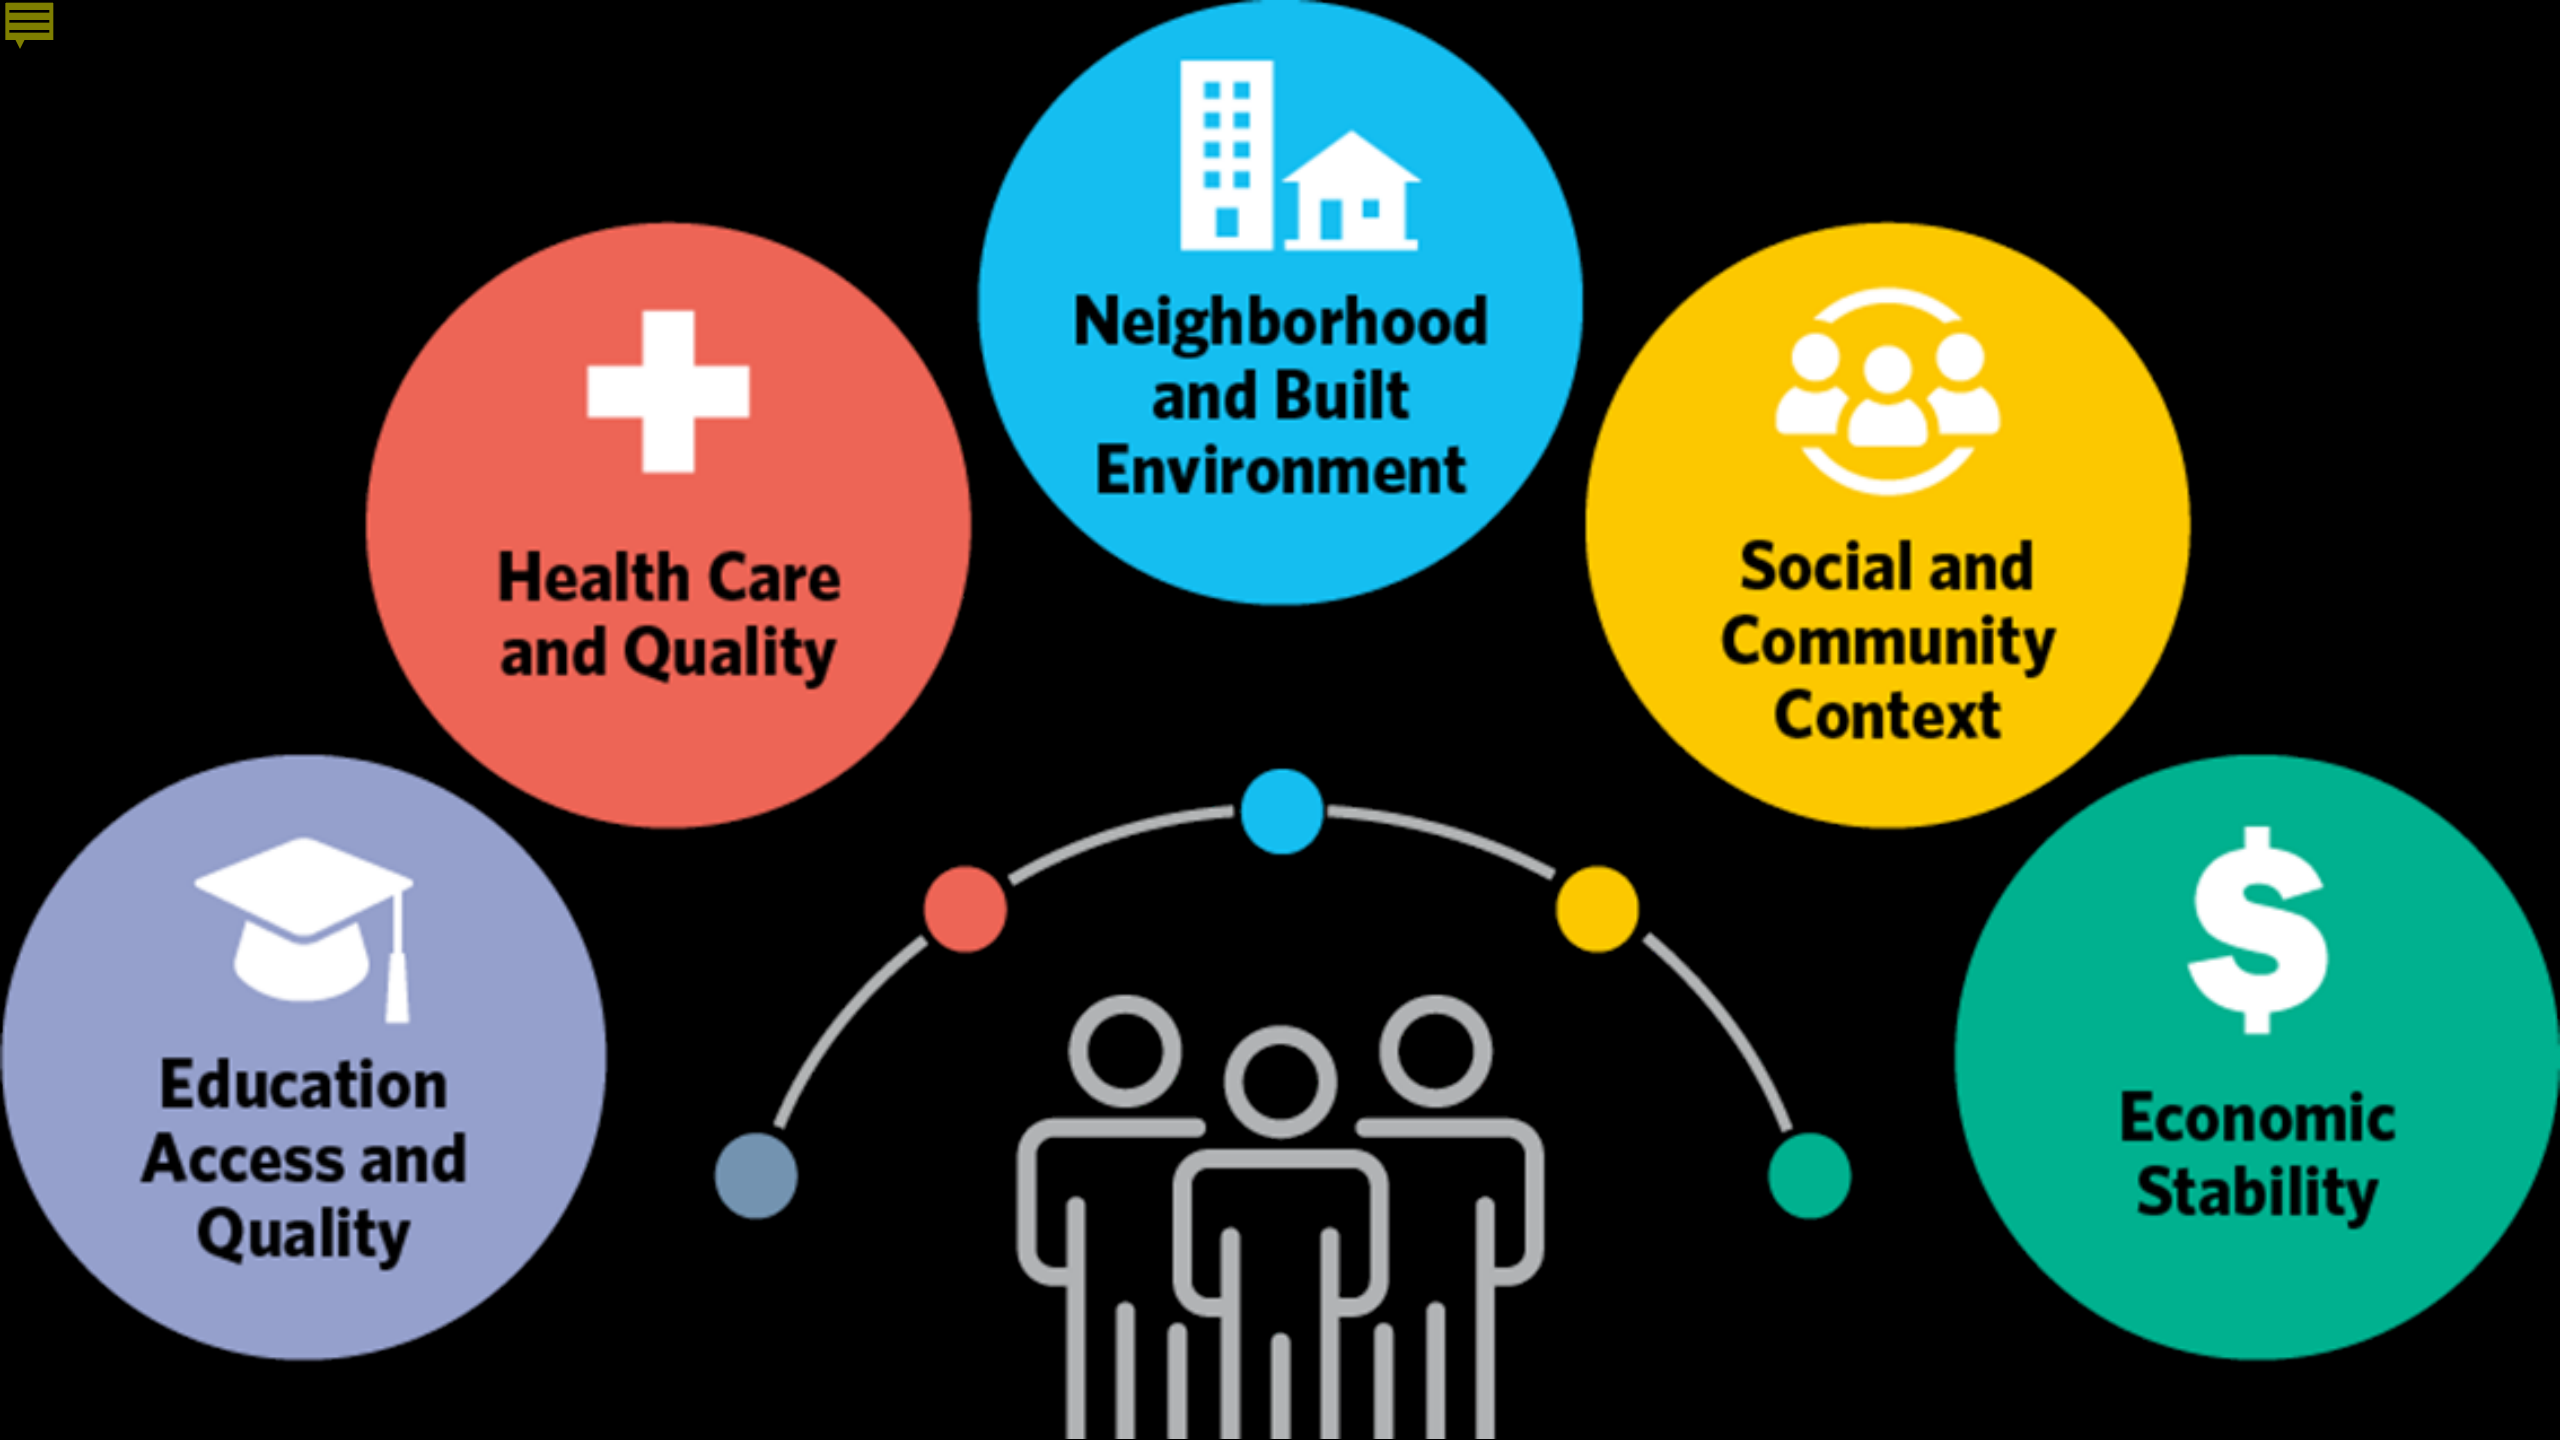 Neighborhood
and Built
Environment
Health Care
and Quality
Social and
Community
Context
Education
Access and
Quality
Economic
Stability